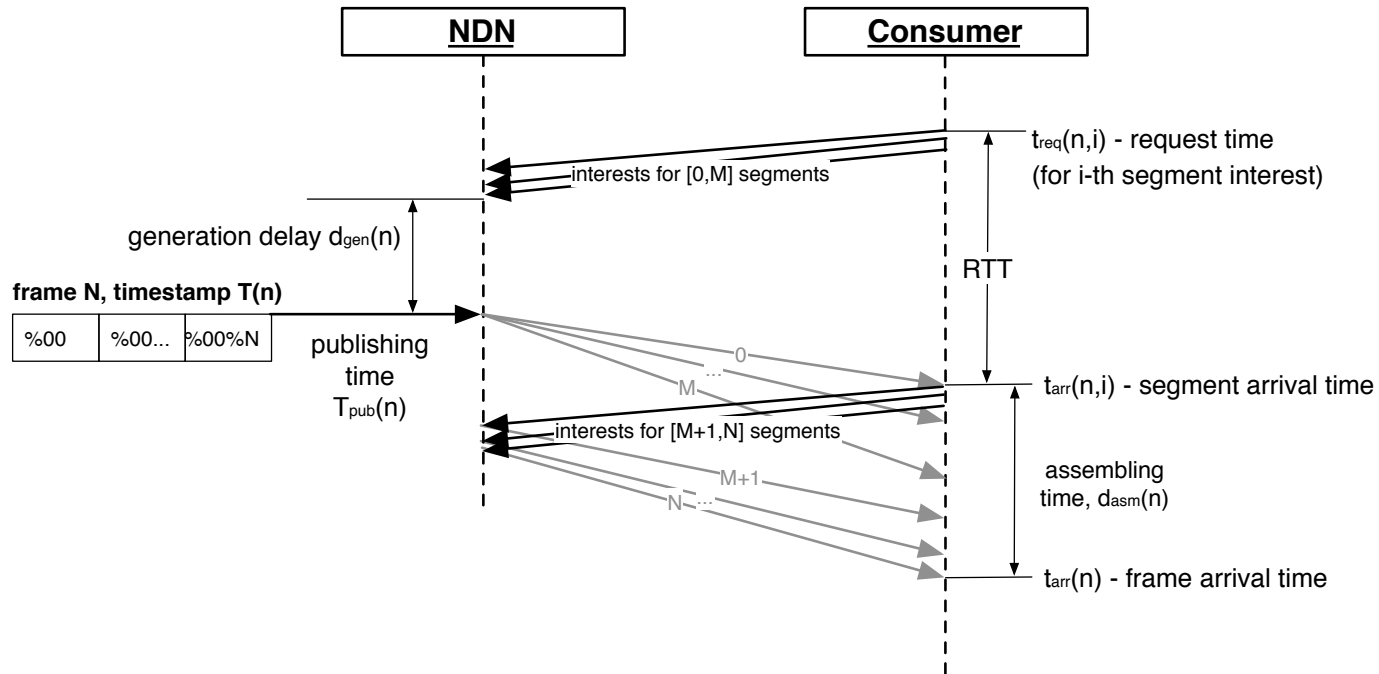 NDN
Consumer
treq(n,i) - request time
(for i-th segment interest)
interests for [0,M] segments
generation delay dgen(n)
RTT
frame N, timestamp T(n)
%00
%00...
%00%N
publishing
time
Tpub(n)
0
...
M
tarr(n,i) - segment arrival time
interests for [M+1,N] segments
M+1
...
N
assembling
time, dasm(n)
tarr(n) - frame arrival time